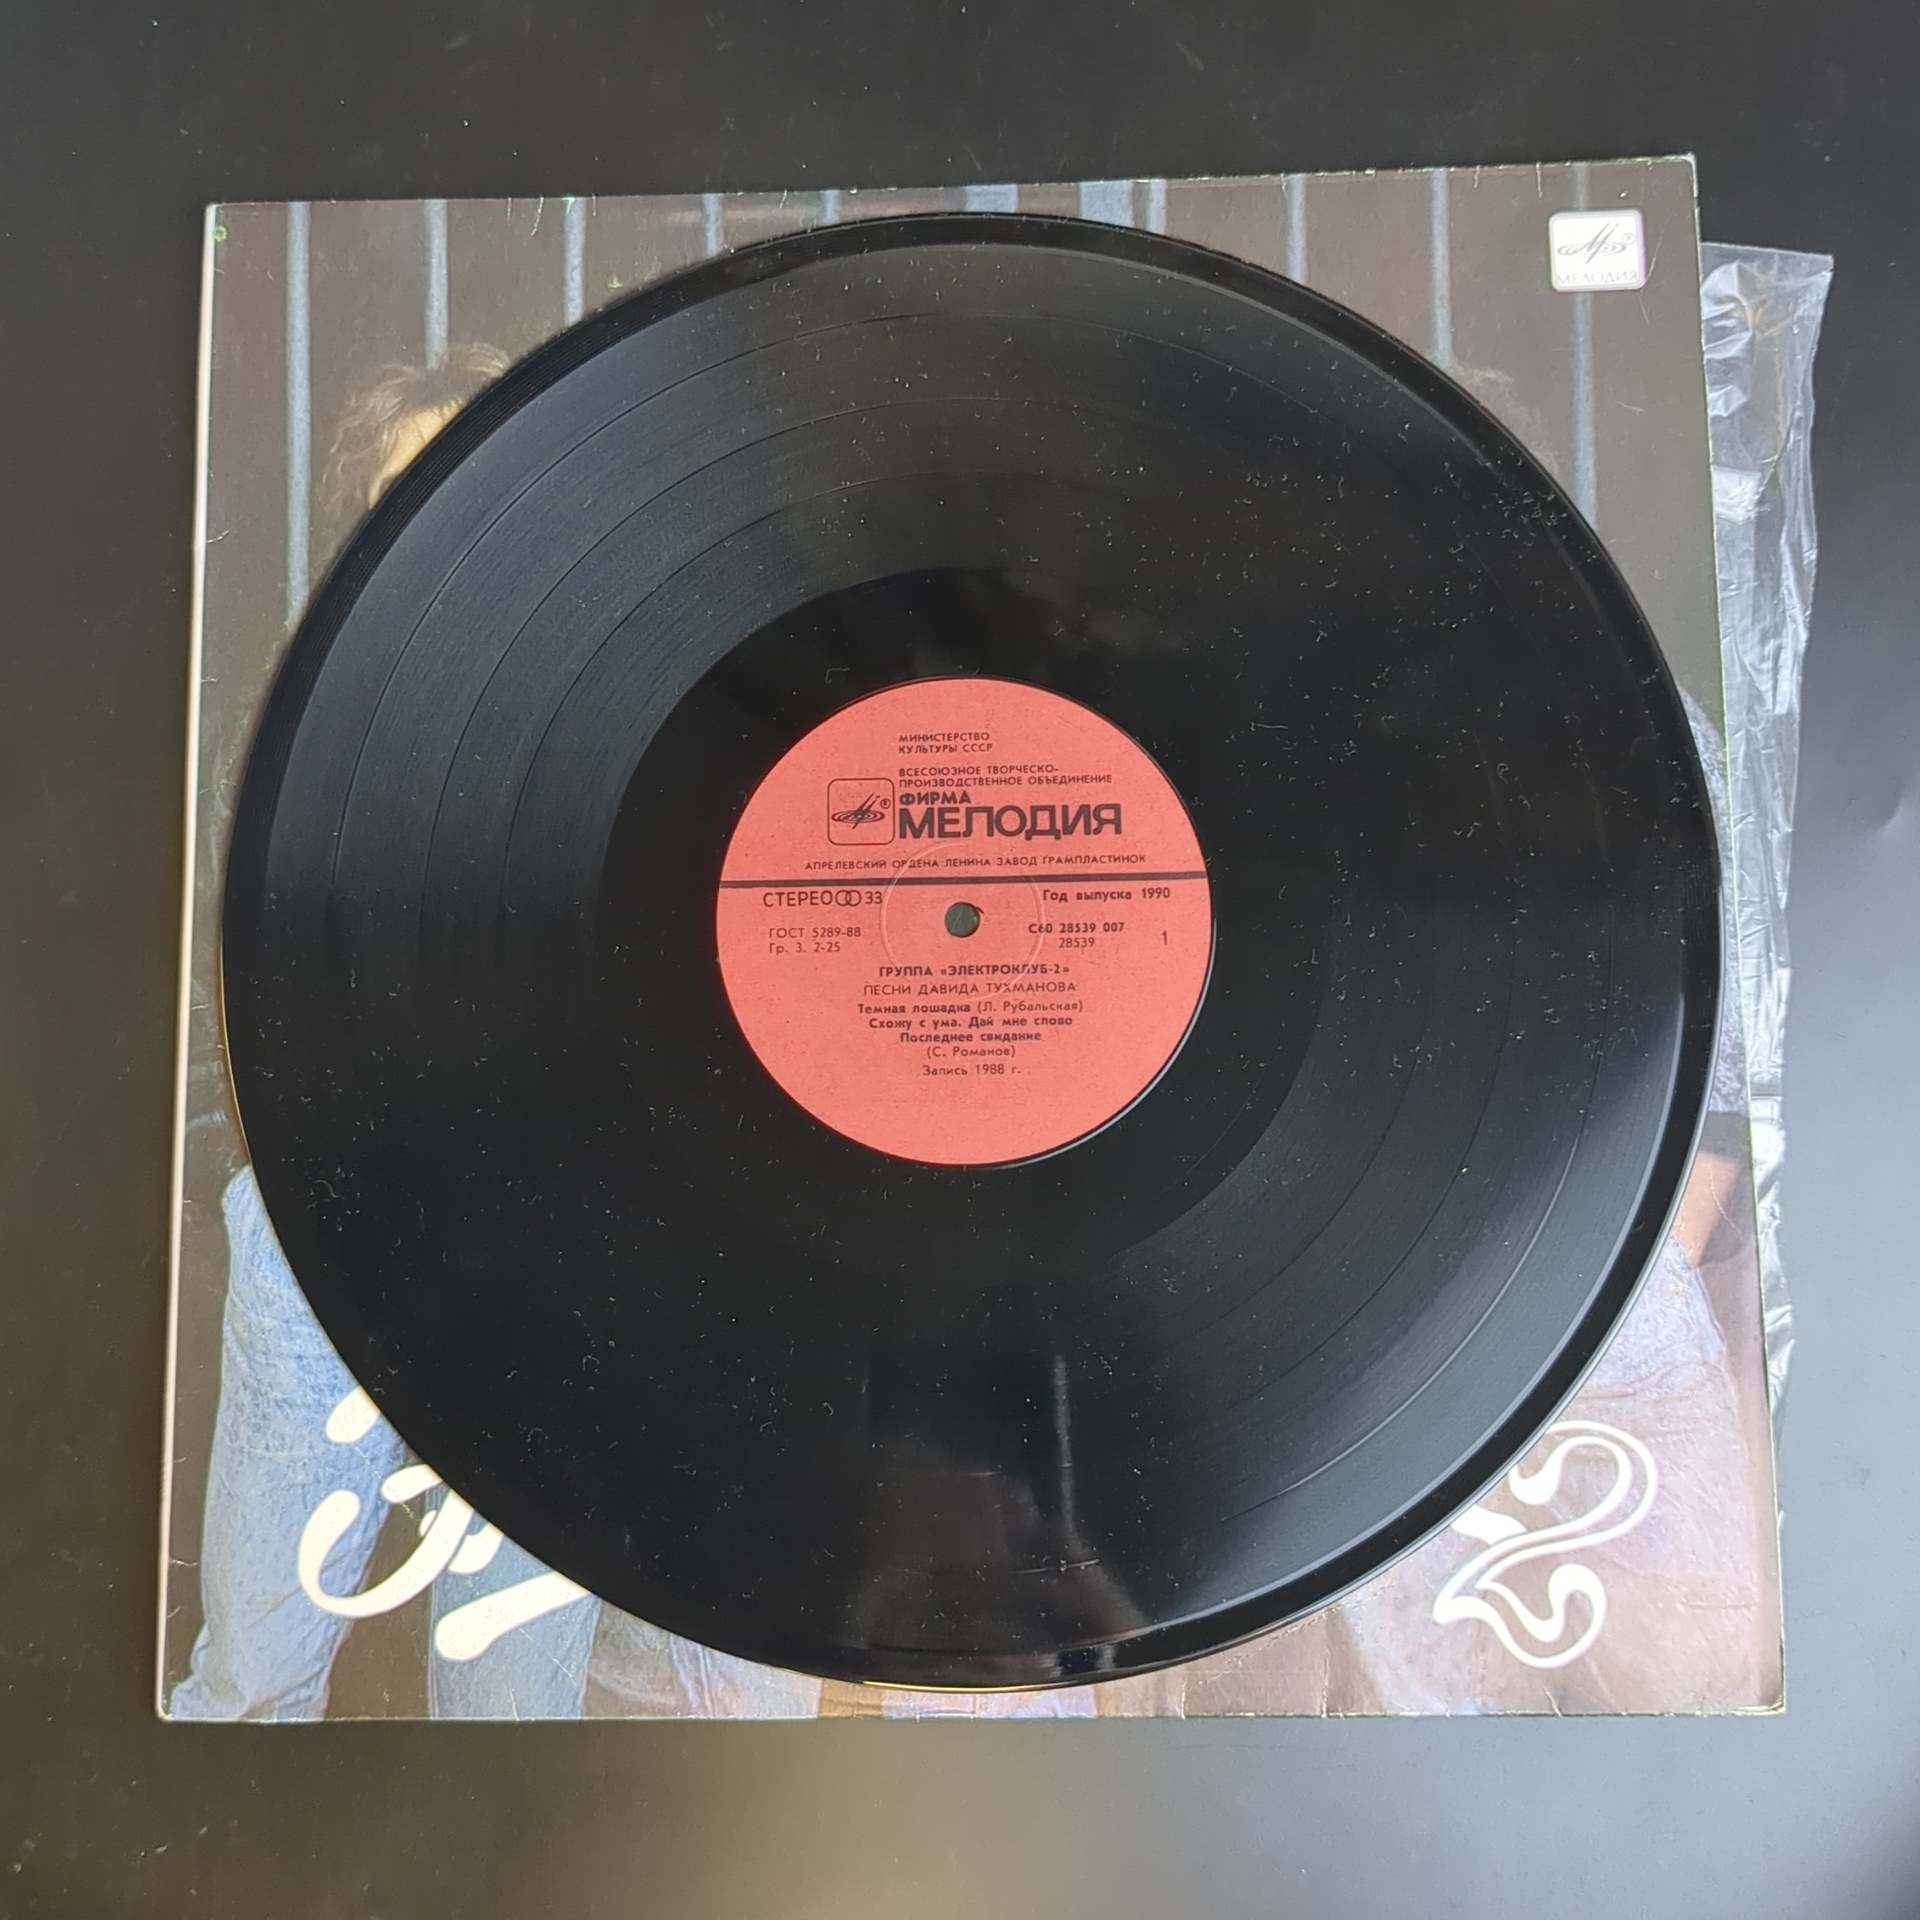 МЕЛОДИЯ
МИНИСТЕРСТВО
КУЛЬТУРЫ СССР
ВСЕСОЮЗНОЕ ТВОРЧЕСКО-
ПРОИЗВОДСТВЕННОЕ ОБЪЕДИНЕНИЕ
ФИРМА
® МЕЛОДИЯ
АПРЕЛЕВСКИЙ ОРДЕНА ЛЕНИНА ЗАВОД ГРАМПЛАСТИНОК
СТЕРЕО 33 Год выпуска 1990
ГОСТ 5289-88 С60 28539 007
Гр. 3. 2-25 28539 1
ГРУППА «ЭЛЕКТРОКЛУБ-2»
ПЕСНИ ДАВИДА ТУХМАНОВА
Темная лошадка (Л. Рубальская)
Схожу с ума. Дай мне слово
Последнее свидание
(С. Романов)
Запись 1988 г.